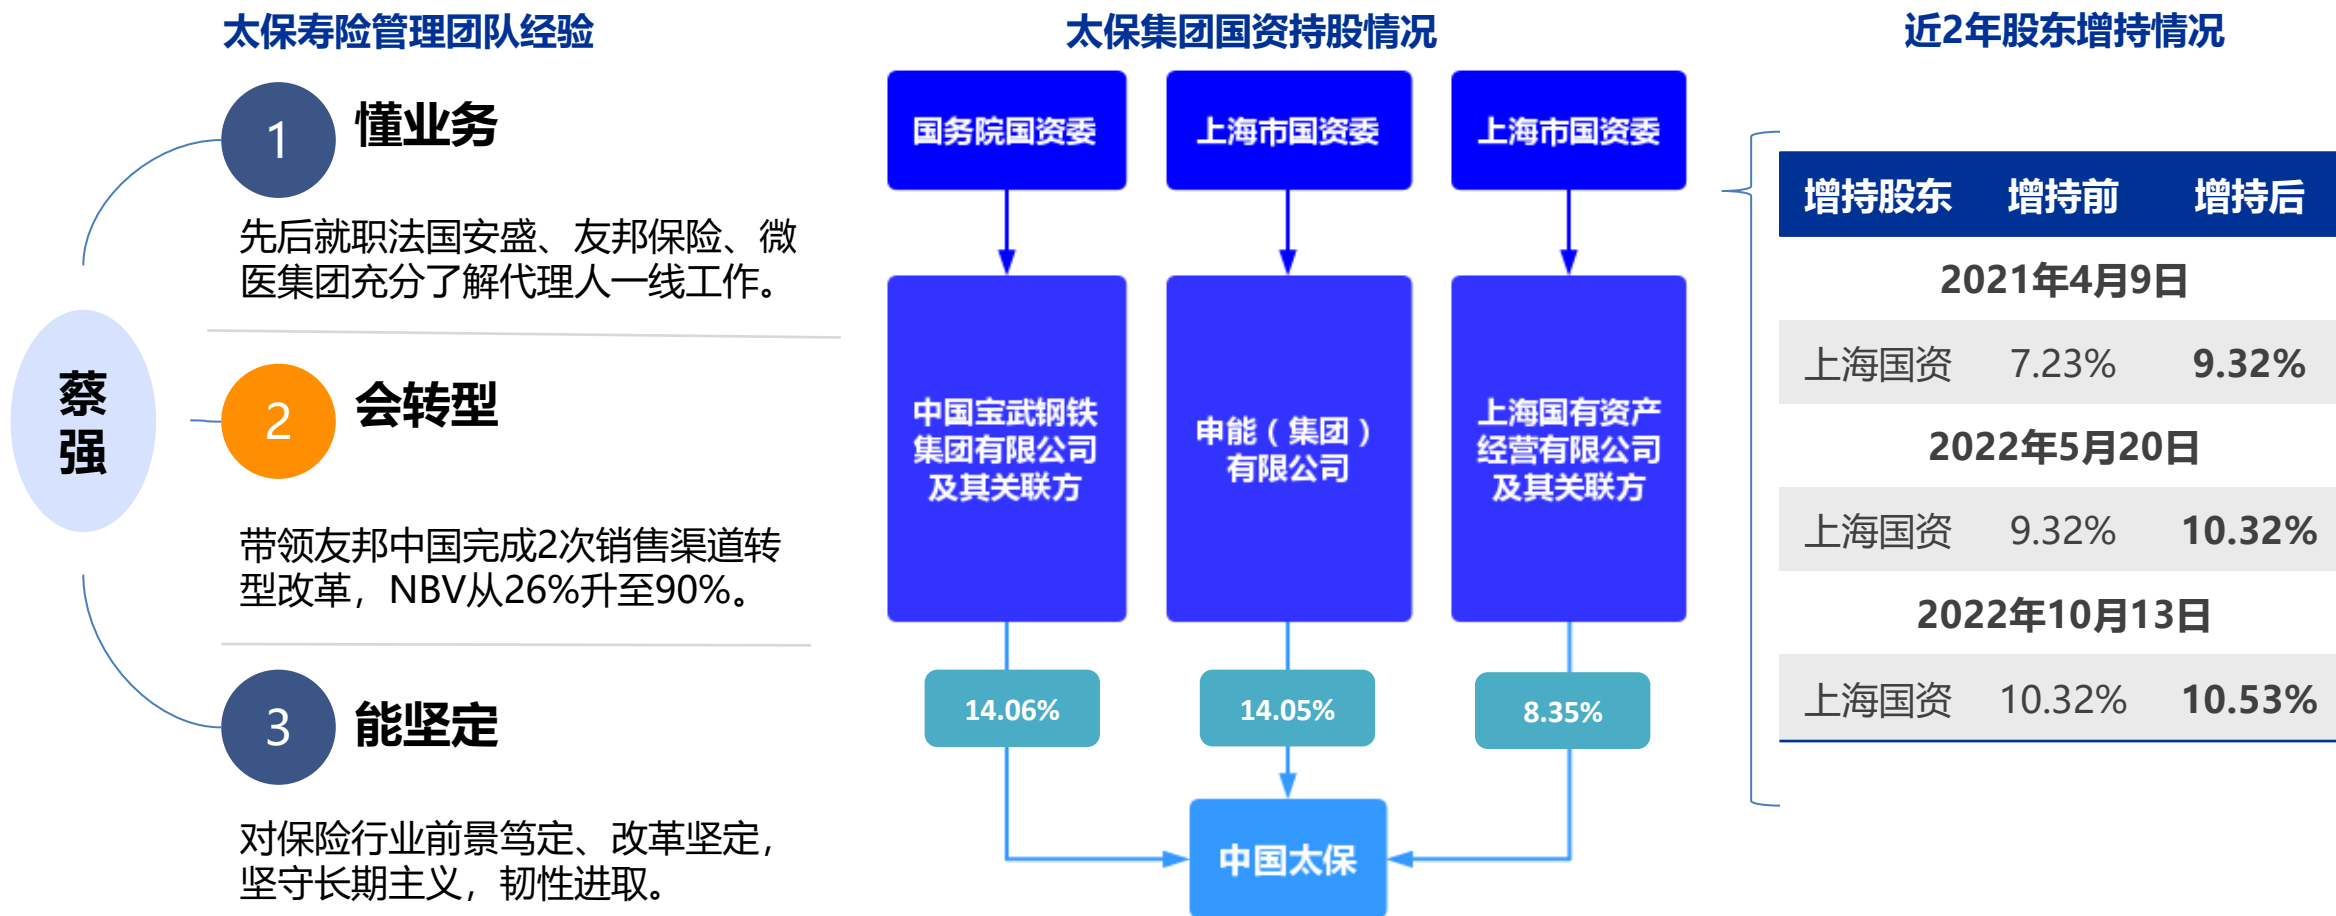 太保寿险管理团队经验
1
懂业务
先后就职法国安盛、友邦保险、微
医集团充分了解代理人一线工作。
蔡
强
2
会转型
带领友邦中国完成2次销售渠道转
型改革，NBV从26%升至90%。
3
能坚定
对保险行业前景笃定、改革坚定，
坚守长期主义，韧性进取。
太保集团国资持股情况
国务院国资委
上海市国资委
上海市国资委
中国宝武钢铁
集团有限公司
及其关联方
申能（集团）
有限公司
上海国有资产
经营有限公司
及其关联方
14.06%
14.05%
8.35%
中国太保
近2年股东增持情况
增持股东 增持前 增持后
2021年4月9日
上海国资 7.23% 9.32%
2022年5月20日
上海国资 9.32% 10.32%
2022年10月13日
上海国资 10.32% 10.53%